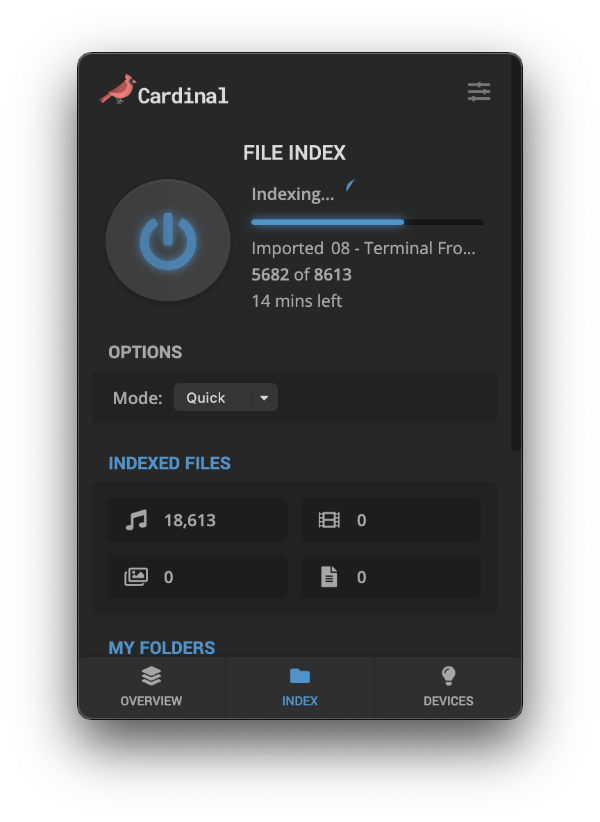 Cardinal
FILE INDEX
Indexing...
Imported 08 - Terminal Fro...
5682 of 8613
14 mins left
OPTIONS
Mode: Quick
INDEXED FILES
18,613
0
0
0
MY FOLDERS
OVERVIEW
INDEX
DEVICES